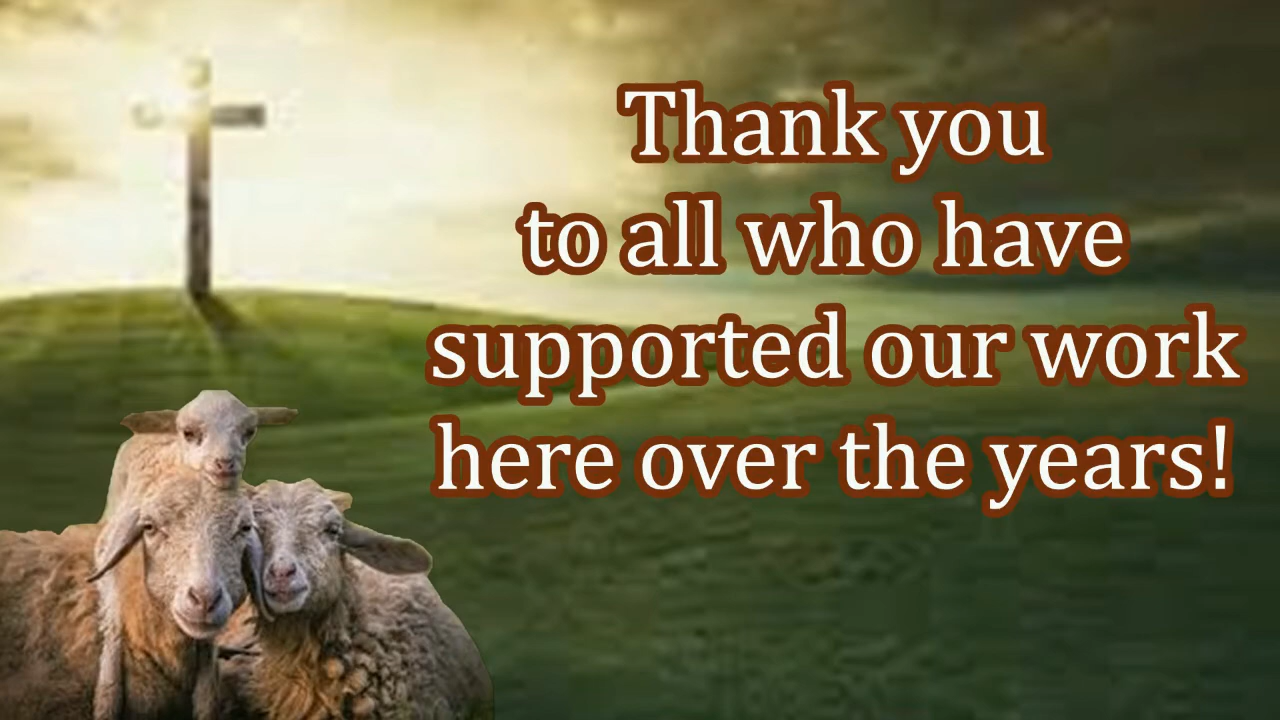 Thank you
to all who have
supported our work
here over the years!